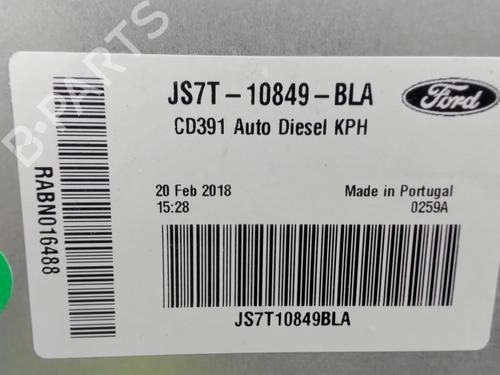 JS7T-10849-BLA
Ford
CD391 Auto Diesel KPH
20 Feb 2018
Made in Portugal
15:28
0259A
JS7T10849BLA
RABN016488
B-PARTS